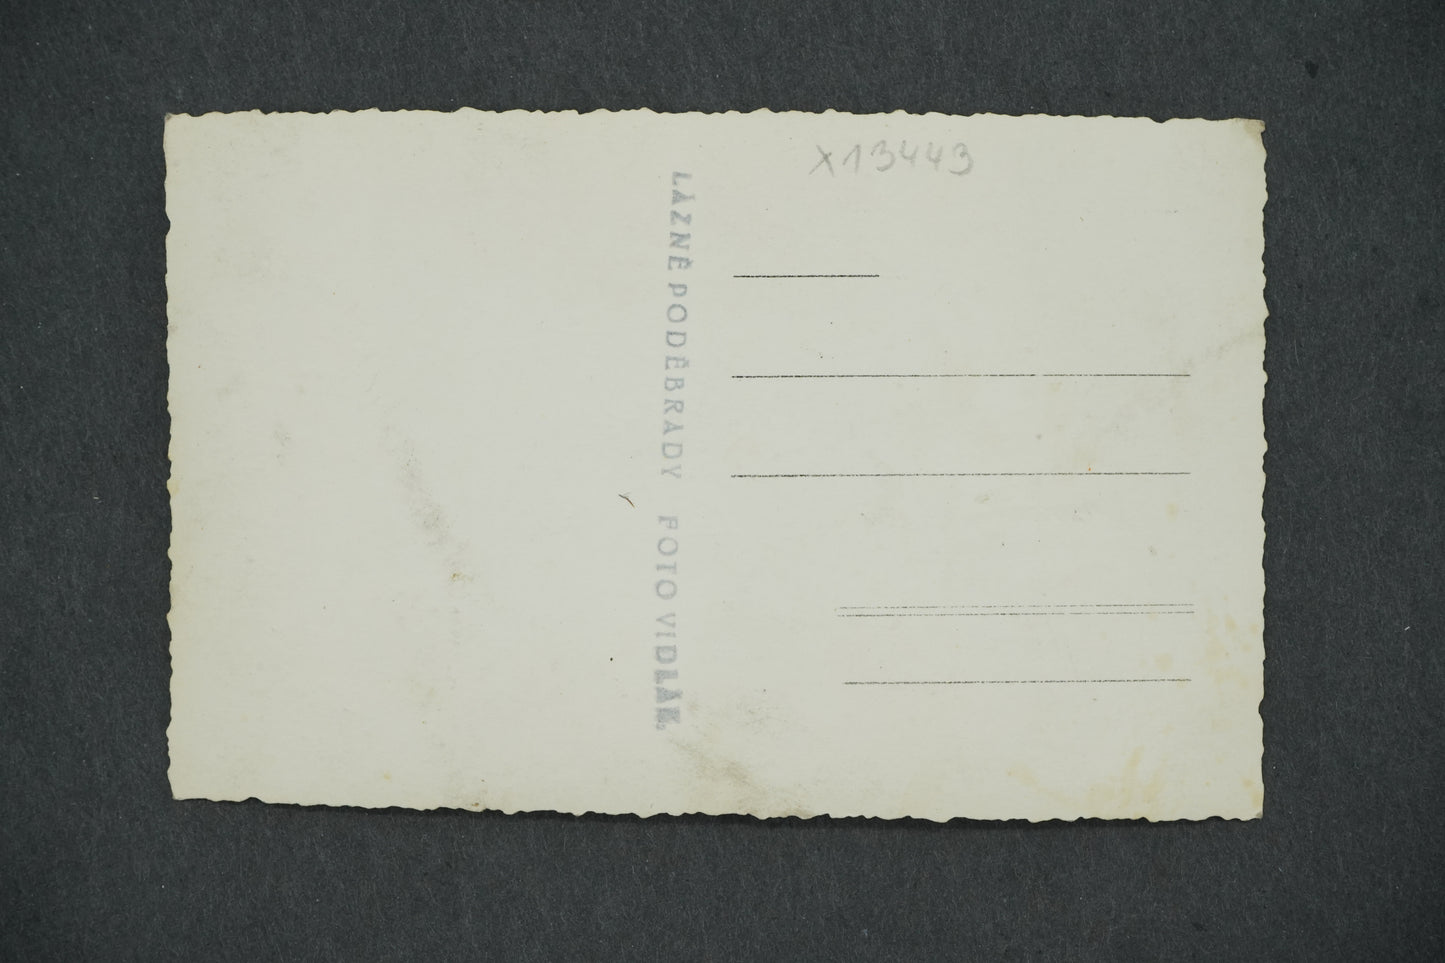 x13443
LÁZNĚ PODĚBRADY FOTO VIDLÁK